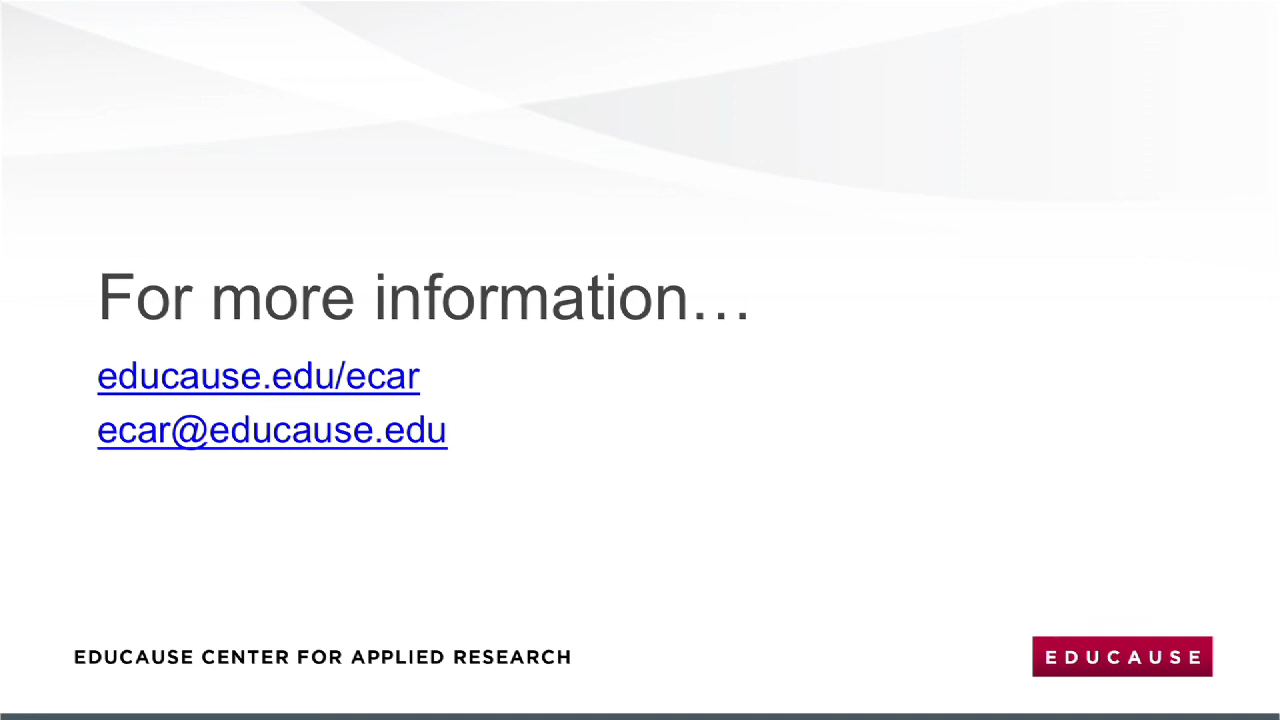 For more information…
educause.edu/ecar
ecar@educause.edu
EDUCAUSE CENTER FOR APPLIED RESEARCH
EDUCAUSE